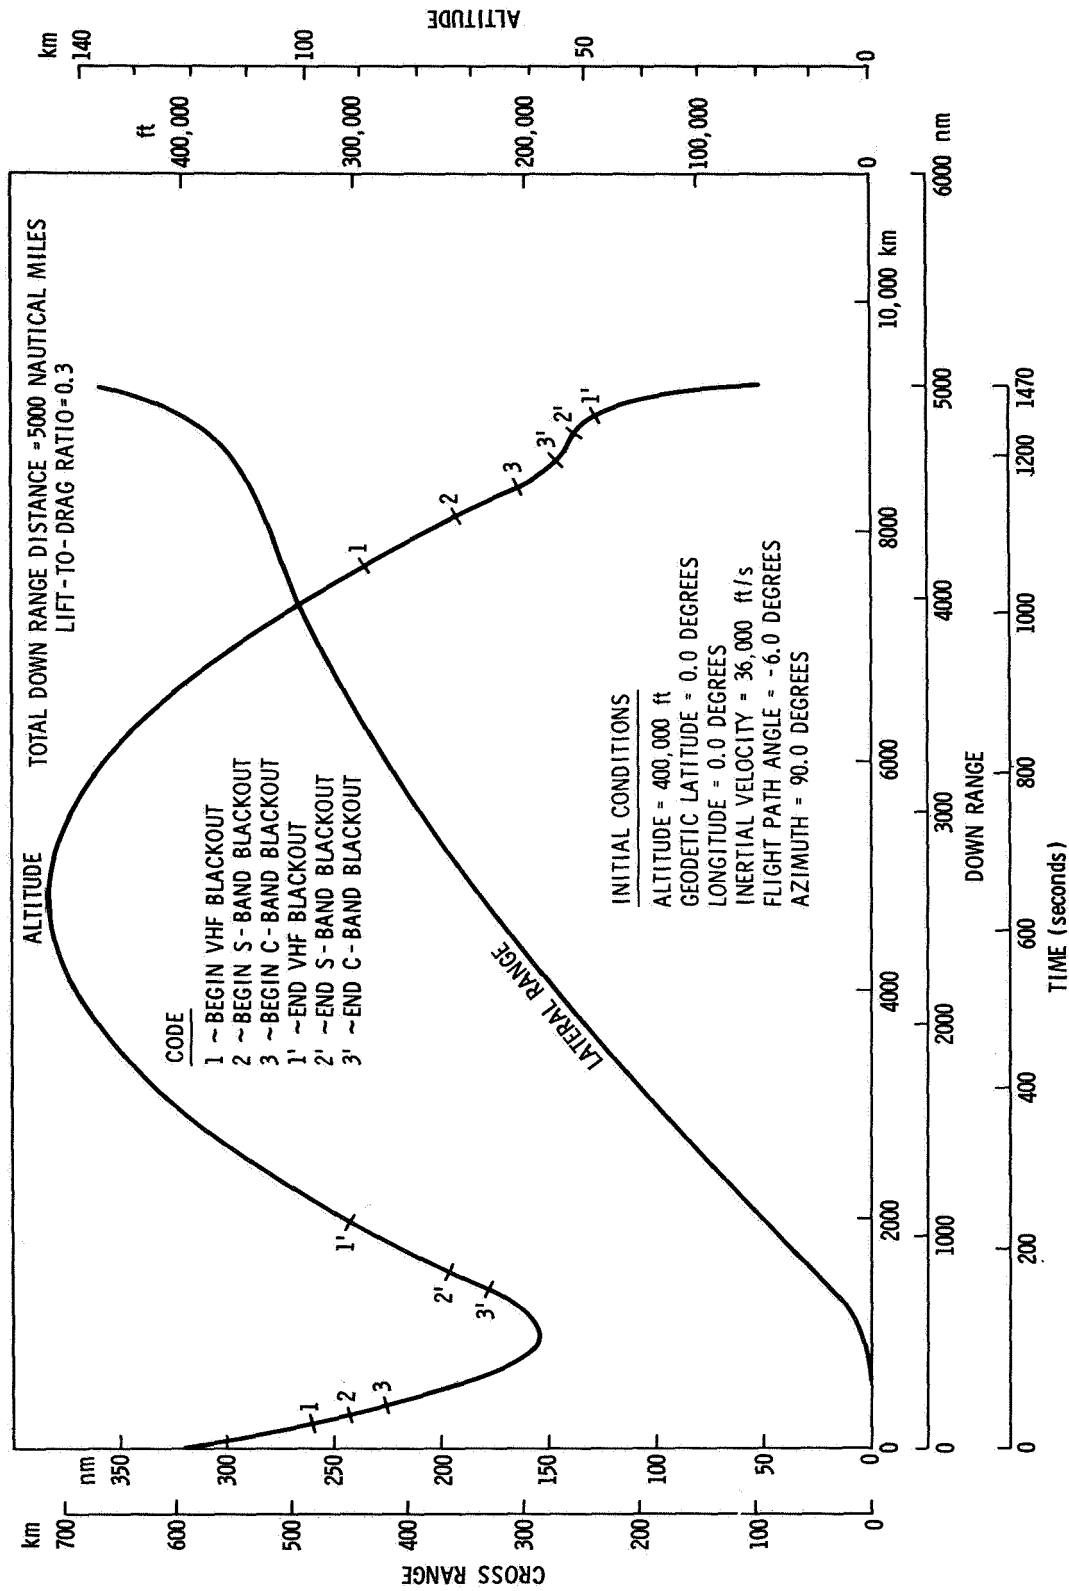 TOTAL DOWN RANGE DISTANCE = 5000 NAUTICAL MILES
LIFT-TO-DRAG RATIO = 0.3
ALTITUDE
CODE
1 ~ BEGIN VHF BLACKOUT
2 ~ BEGIN S-BAND BLACKOUT
3 ~ BEGIN C-BAND BLACKOUT
1' ~ END VHF BLACKOUT
2' ~ END S-BAND BLACKOUT
3' ~ END C-BAND BLACKOUT
1
2
3
3'
2'
1'
1
2
3
3'
2'
1'
LATERAL RANGE
INITIAL CONDITIONS
ALTITUDE = 400,000 ft
GEODETIC LATITUDE = 0.0 DEGREES
LONGITUDE = 0.0 DEGREES
INERTIAL VELOCITY = 36,000 ft/s
FLIGHT PATH ANGLE = -6.0 DEGREES
AZIMUTH = 90.0 DEGREES
CROSS RANGE
km
700
600
500
400
300
200
100
0
nm
350
300
250
200
150
100
50
0
ft
400,000
300,000
200,000
100,000
0
km
140
100
50
0
ALTITUDE
0 2000 4000 6000 8000 10,000 km
0 1000 2000 3000 4000 5000 6000 nm
DOWN RANGE
0 200 400 600 800 1000 1200 1470
TIME (seconds)